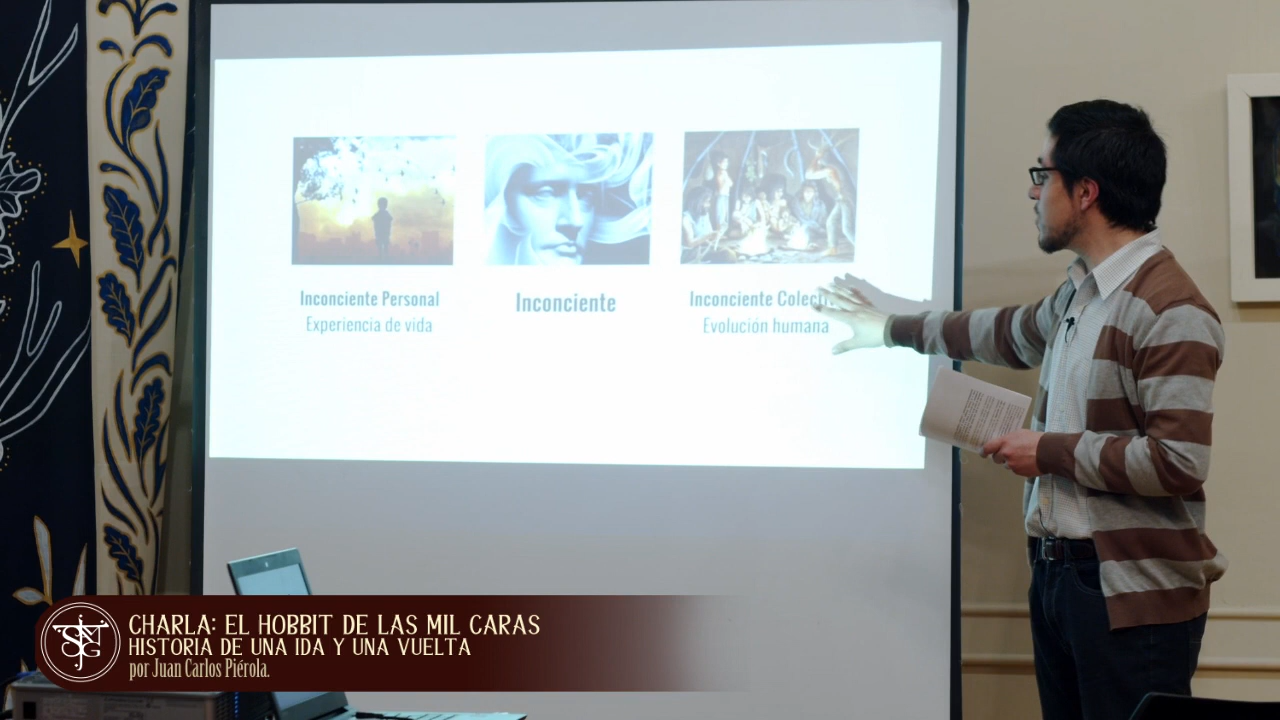 Inconciente Personal
Experiencia de vida
Inconciente
Inconciente
Evolución humana
CHARLA: EL HOBBIT DE LAS MIL CARAS
HISTORIA DE UNA IDA Y UNA VUELTA
por Juan Carlos Piérola.